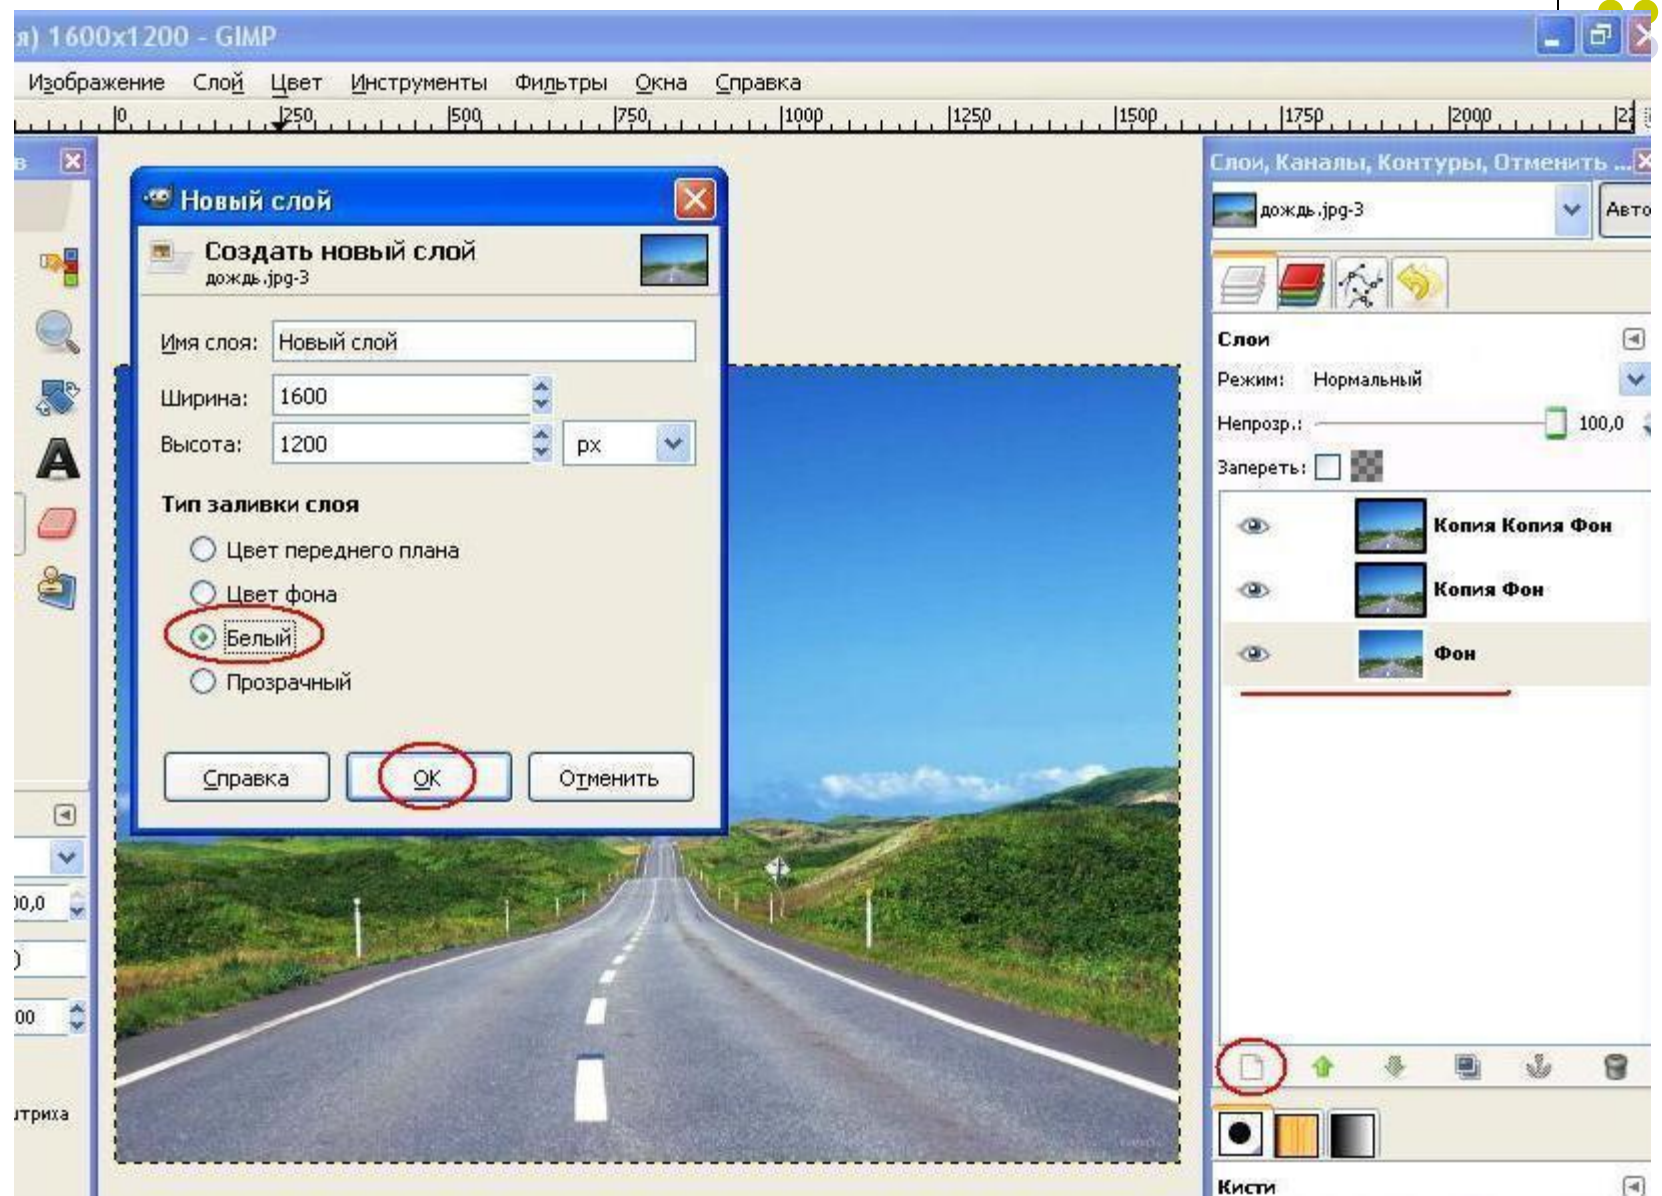 я) 1600x1200 - GIMP
Изображение Слой Цвет Инструменты Фильтры Окна Справка
0 250 500 750 1000 1250 1500 1750 2000
в
Слои, Каналы, Контуры, Отменить ...
дождь.jpg-3
Авто
Новый слой
Создать новый слой
дождь.jpg-3
Имя слоя: Новый слой
Ширина: 1600
Высота: 1200 px
Тип заливки слоя
Цвет переднего плана
Цвет фона
Белый
Прозрачный
Справка OK Отменить
Слои
Режим: Нормальный
Непрозр.: 100,0
Запереть:
Копия Копия Фон
Копия Фон
Фон
00,0
00
штриха
Кисти